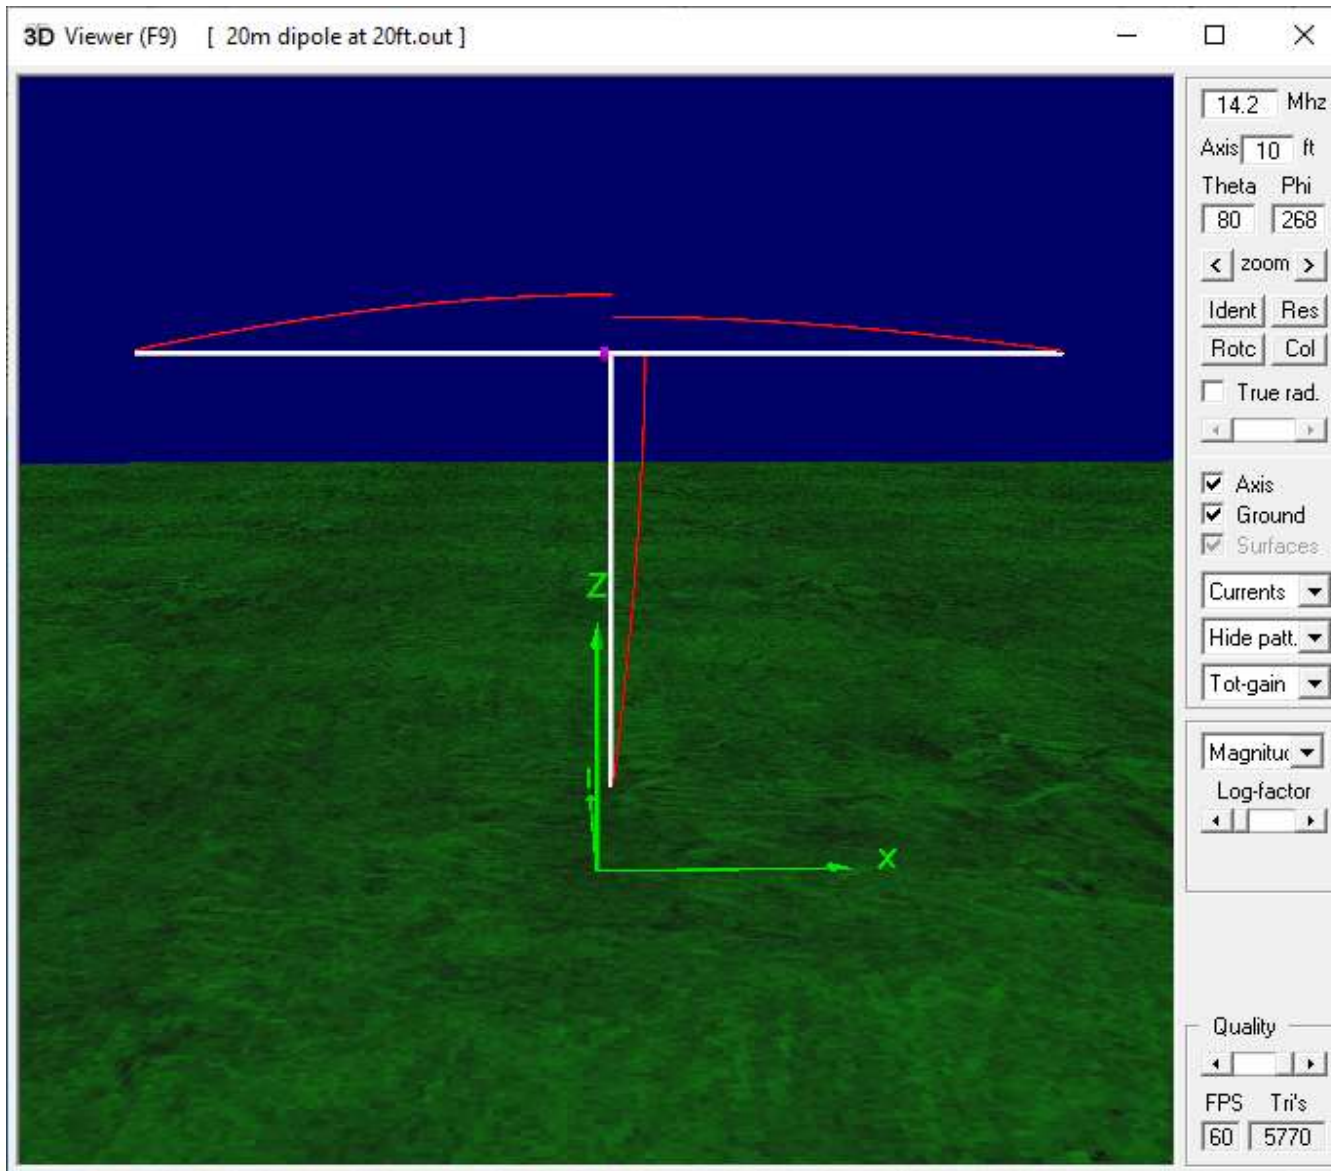 3D Viewer (F9) [ 20m dipole at 20ft.out ]
14.2 Mhz
Axis 10 ft
Theta Phi
80 268
< zoom >
Ident Res
Rotc Col
True rad.
Axis
Ground
Surfaces
Currents
Hide patt.
Tot-gain
Magnituc
Log-factor
Z
X
Quality
FPS Tri's
60 5770